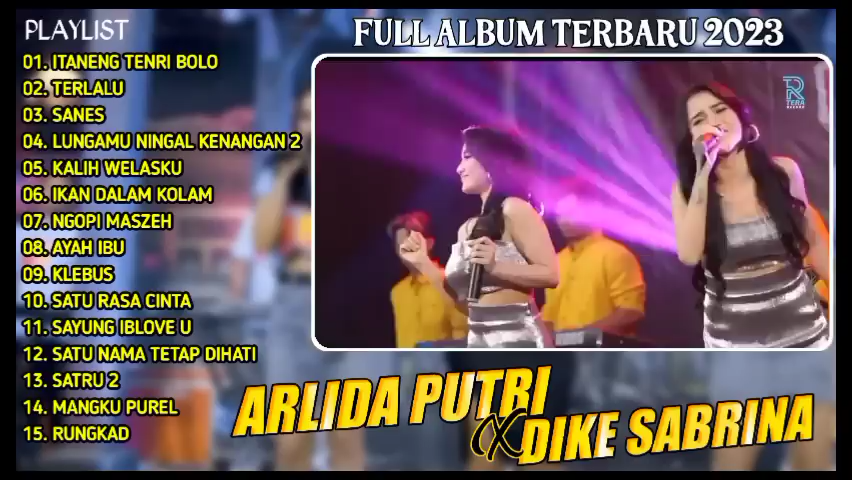 PLAYLIST
FULL ALBUM TERBARU 2023
01. ITANENG TENRI BOLO
02. TERLALU
03. SANES
04. LUNGAMU NINGAL KENANGAN 2
05. KALIH WELASKU
06. IKAN DALAM KOLAM
07. NGOPI MASZEH
08. AYAH IBU
09. KLEBUS
10. SATU RASA CINTA
11. SAYUNG IBLOVE U
12. SATU NAMA TETAP DIHATI
13. SATRU 2
14. MANGKU PUREL
15. RUNGKAD
TERA
ARLIDA PUTRI
X DIKE SABRINA